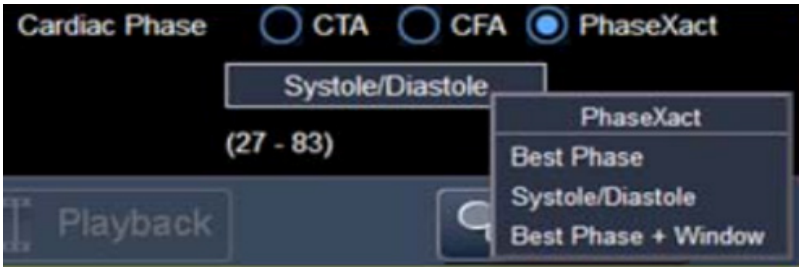 Cardiac Phase CTA CFA PhaseXact
Systole/Diastole
(27 - 83)
PhaseXact
Best Phase
Systole/Diastole
Best Phase + Window
Playback